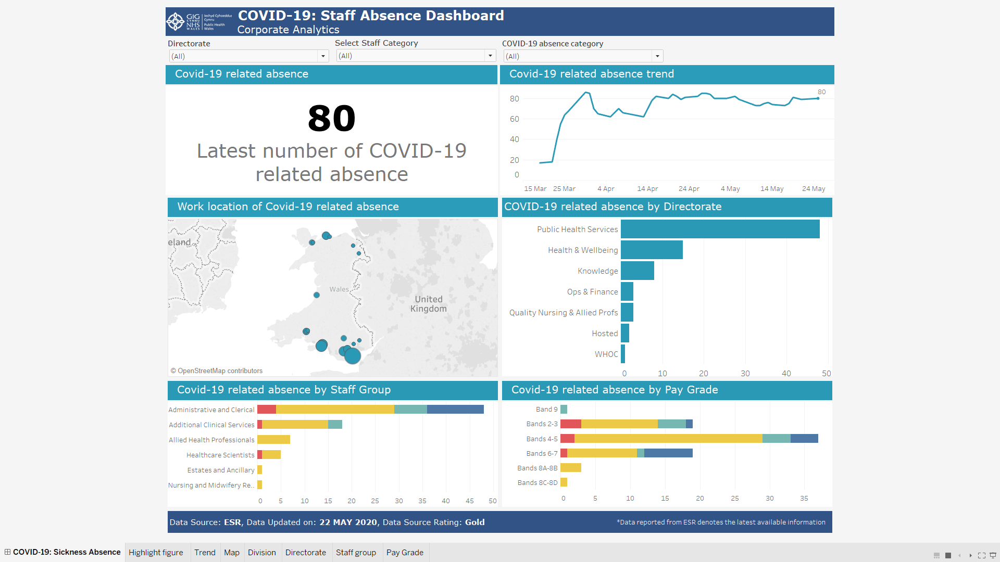 GIG
CYMRU
NHS
WALES
Iechyd Cyhoeddus
Cymru
Public Health
Wales
COVID-19: Staff Absence Dashboard
Corporate Analytics
Directorate
(All)
Select Staff Category
(All)
COVID-19 absence category
(All)
Covid-19 related absence
80
Latest number of COVID-19
related absence
Covid-19 related absence trend
80
80
60
40
20
0
15 Mar 25 Mar 4 Apr 14 Apr 24 Apr 4 May 14 May 24 May
Work location of Covid-19 related absence
eland
Wales
United
Kingdom
© OpenStreetMap contributors
COVID-19 related absence by Directorate
Public Health Services
Health & Wellbeing
Knowledge
Ops & Finance
Quality Nursing & Allied Profs
Hosted
WHOC
0 10 20 30 40 50
Covid-19 related absence by Staff Group
Administrative and Clerical
Additional Clinical Services
Allied Health Professionals
Healthcare Scientists
Estates and Ancillary
Nursing and Midwifery Re..
0 5 10 15 20 25 30 35 40 45 50
Covid-19 related absence by Pay Grade
Band 9
Bands 2-3
Bands 4-5
Bands 6-7
Bands 8A-8B
Bands 8C-8D
0 5 10 15 20 25 30 35
Data Source: ESR, Data Updated on: 22 MAY 2020, Data Source Rating: Gold
*Data reported from ESR denotes the latest available information
COVID-19: Sickness Absence Highlight figure Trend Map Division Directorate Staff group Pay Grade